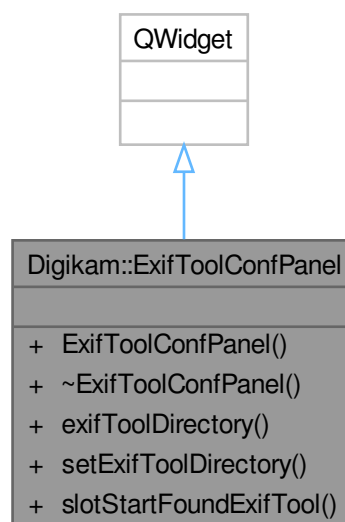 QWidget
Digikam::ExifToolConfPanel
+ ExifToolConfPanel()
+ ~ExifToolConfPanel()
+ exifToolDirectory()
+ setExifToolDirectory()
+ slotStartFoundExifTool()